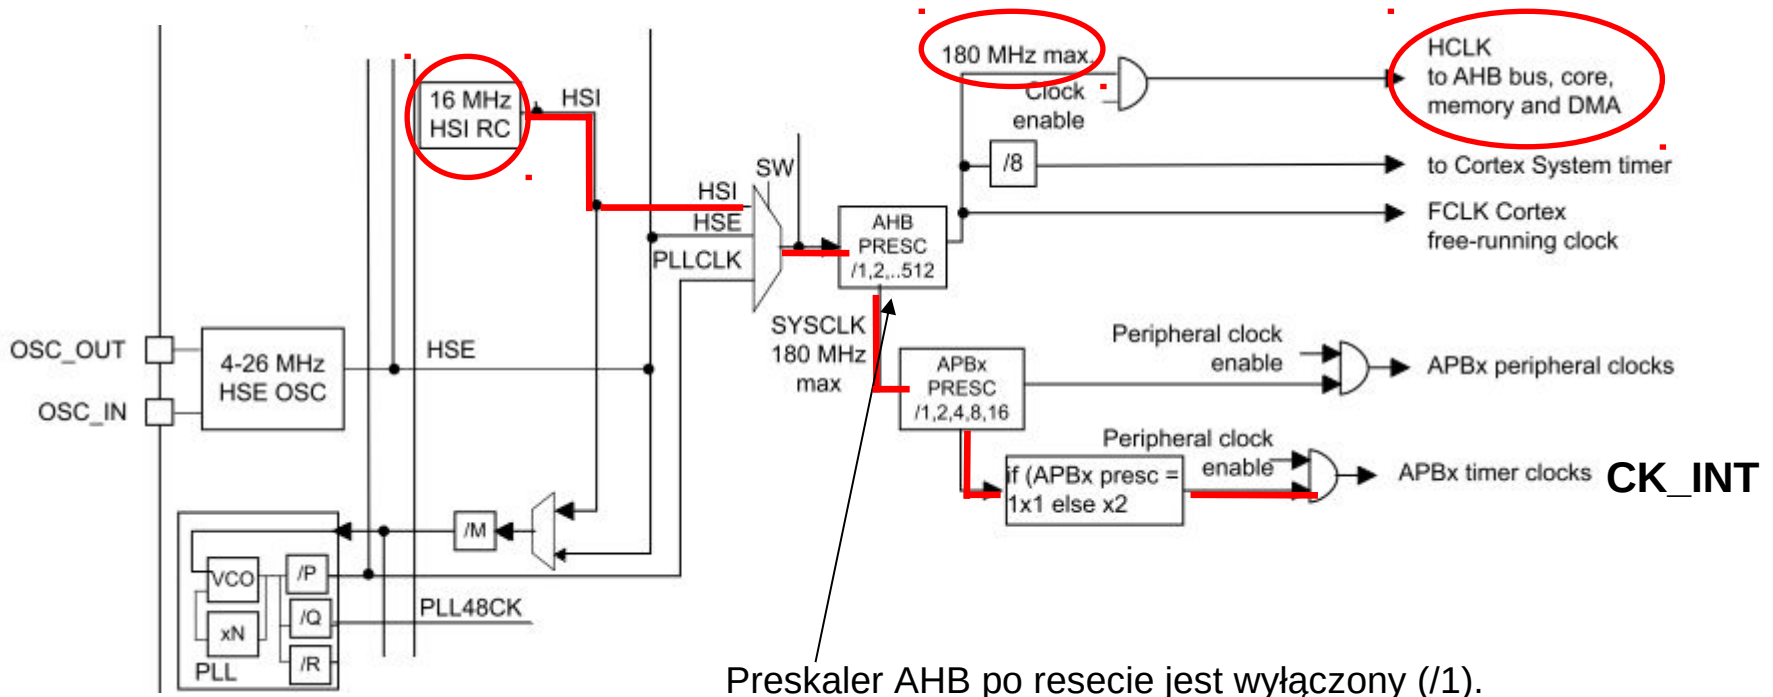 180 MHz max.
HCLK
to AHB bus, core,
memory and DMA
16 MHz
HSI RC
HSI
Clock
enable
/8
to Cortex System timer
SW
HSI
HSE
PLLCLK
AHB
PRESC
/1,2,..512
FCLK Cortex
free-running clock
SYSCLK
180 MHz
max
OSC_OUT
OSC_IN
4-26 MHz
HSE OSC
HSE
APBx
PRESC
/1,2,4,8,16
Peripheral clock
enable
APBx peripheral clocks
Peripheral clock
enable
if (APBx presc =
1x1 else x2
APBx timer clocks
CK_INT
/M
VCO
xN
PLL
/P
/Q
/R
PLL48CK
Preskaler AHB po resecie jest wyłączony (/1).